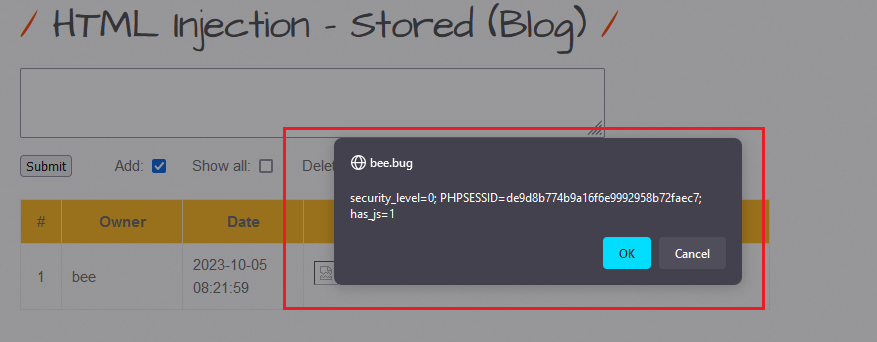 / HTML Injection - Stored (Blog) /
Submit Add: Show all: Delet
bee.bug
security_level=0; PHPSESSID=de9d8b774b9a16f6e9992958b72faec7;
has_js=1
OK Cancel
# Owner Date
1 bee 2023-10-05
08:21:59